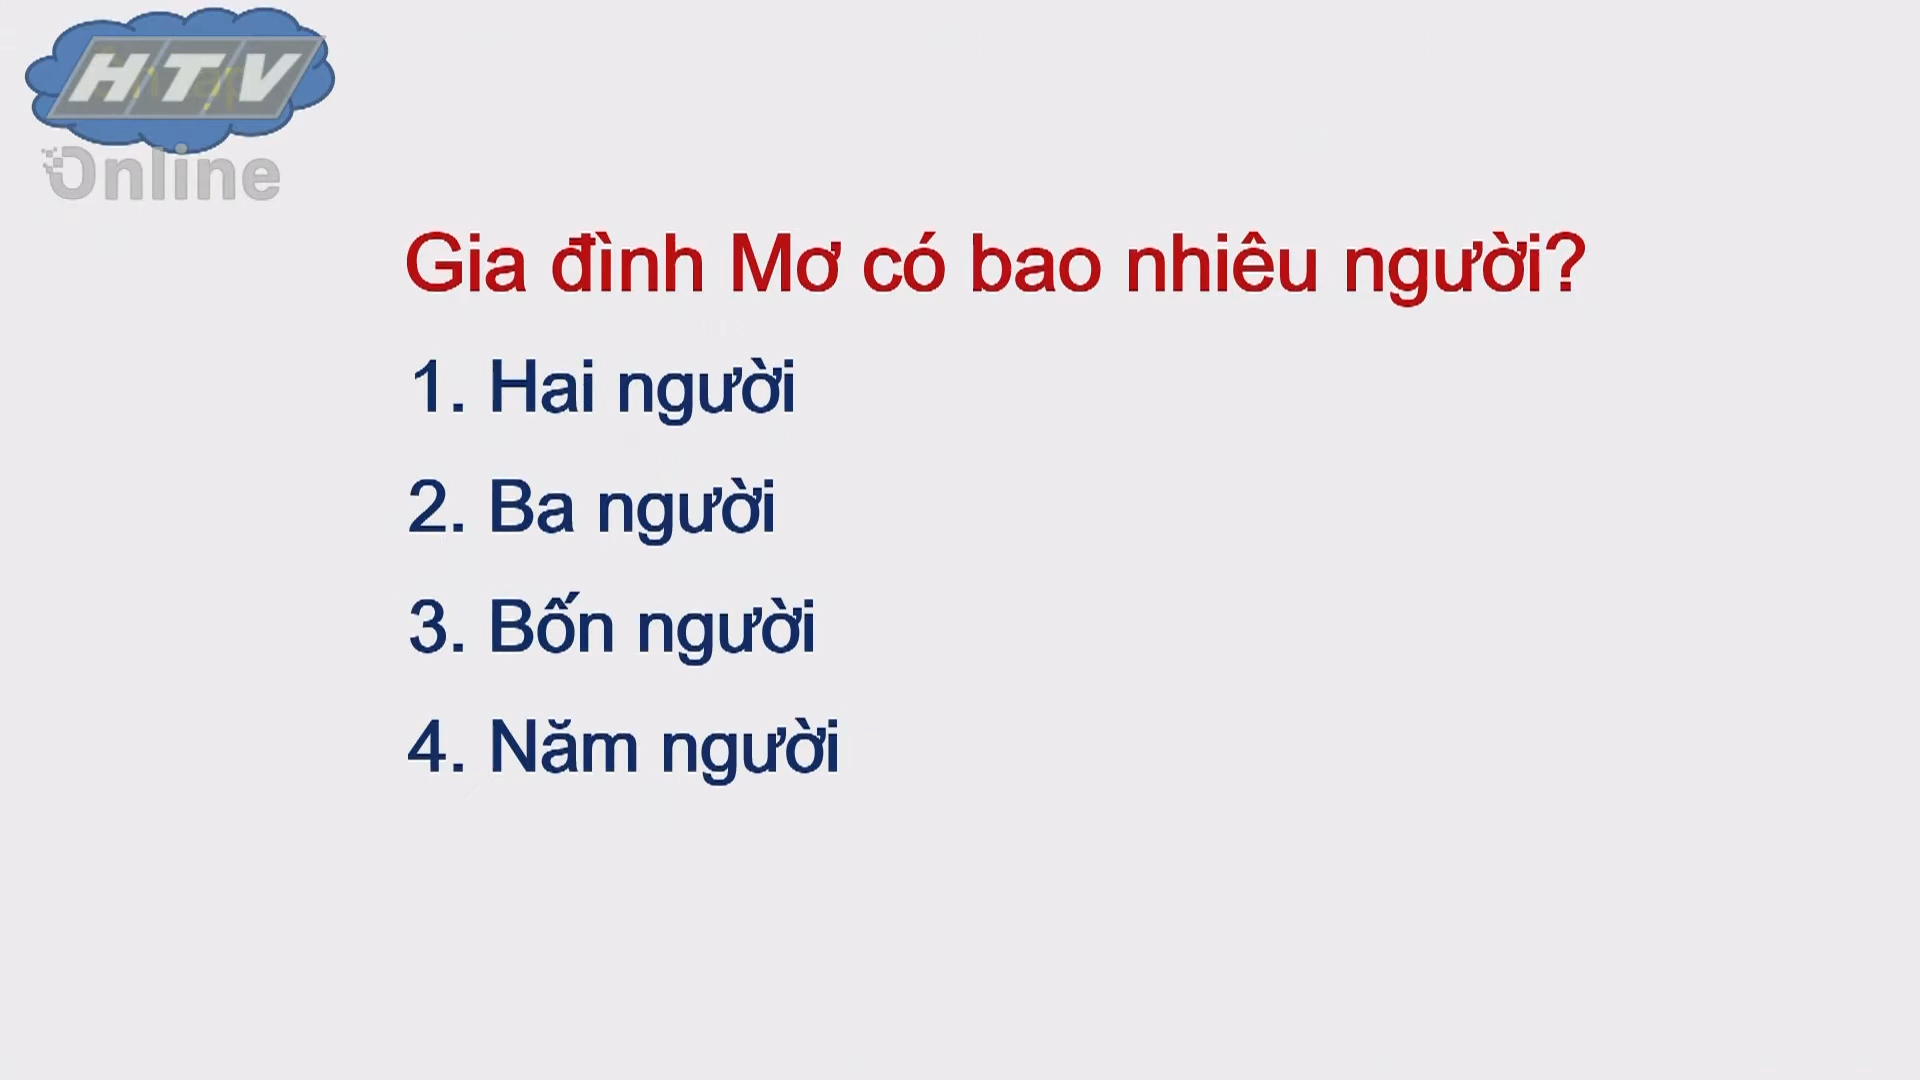 HTV
Online
Gia đình Mơ có bao nhiêu người?
1. Hai người
2. Ba người
3. Bốn người
4. Năm người